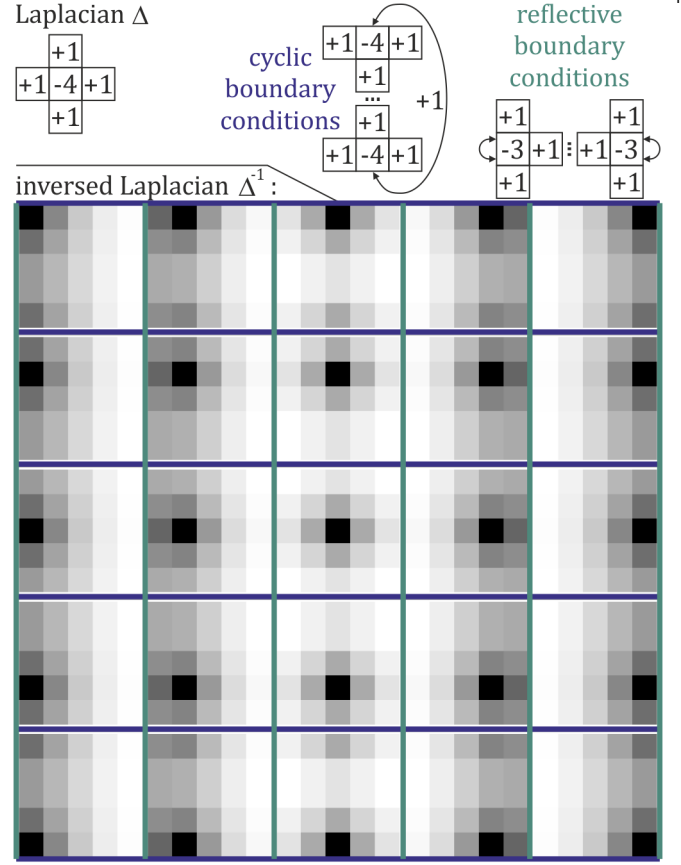 Laplacian Δ
+1
+1 -4 +1
+1
cyclic
boundary
conditions
+1 -4 +1
+1
...
+1
+1 -4 +1
+1
reflective
boundary
conditions
+1
-3 +1
+1
⋮
+1
+1 -3
+1
inversed Laplacian Δ⁻¹ :